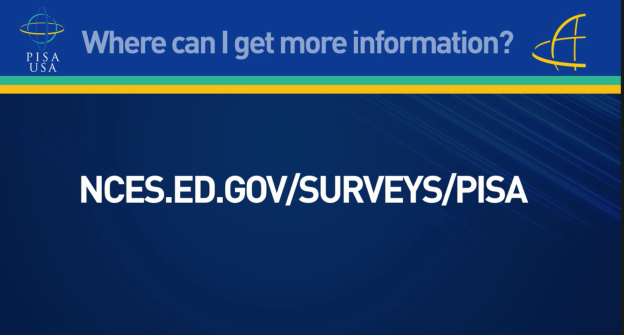 PISA
USA
Where can I get more information?
NCES.ED.GOV/SURVEYS/PISA